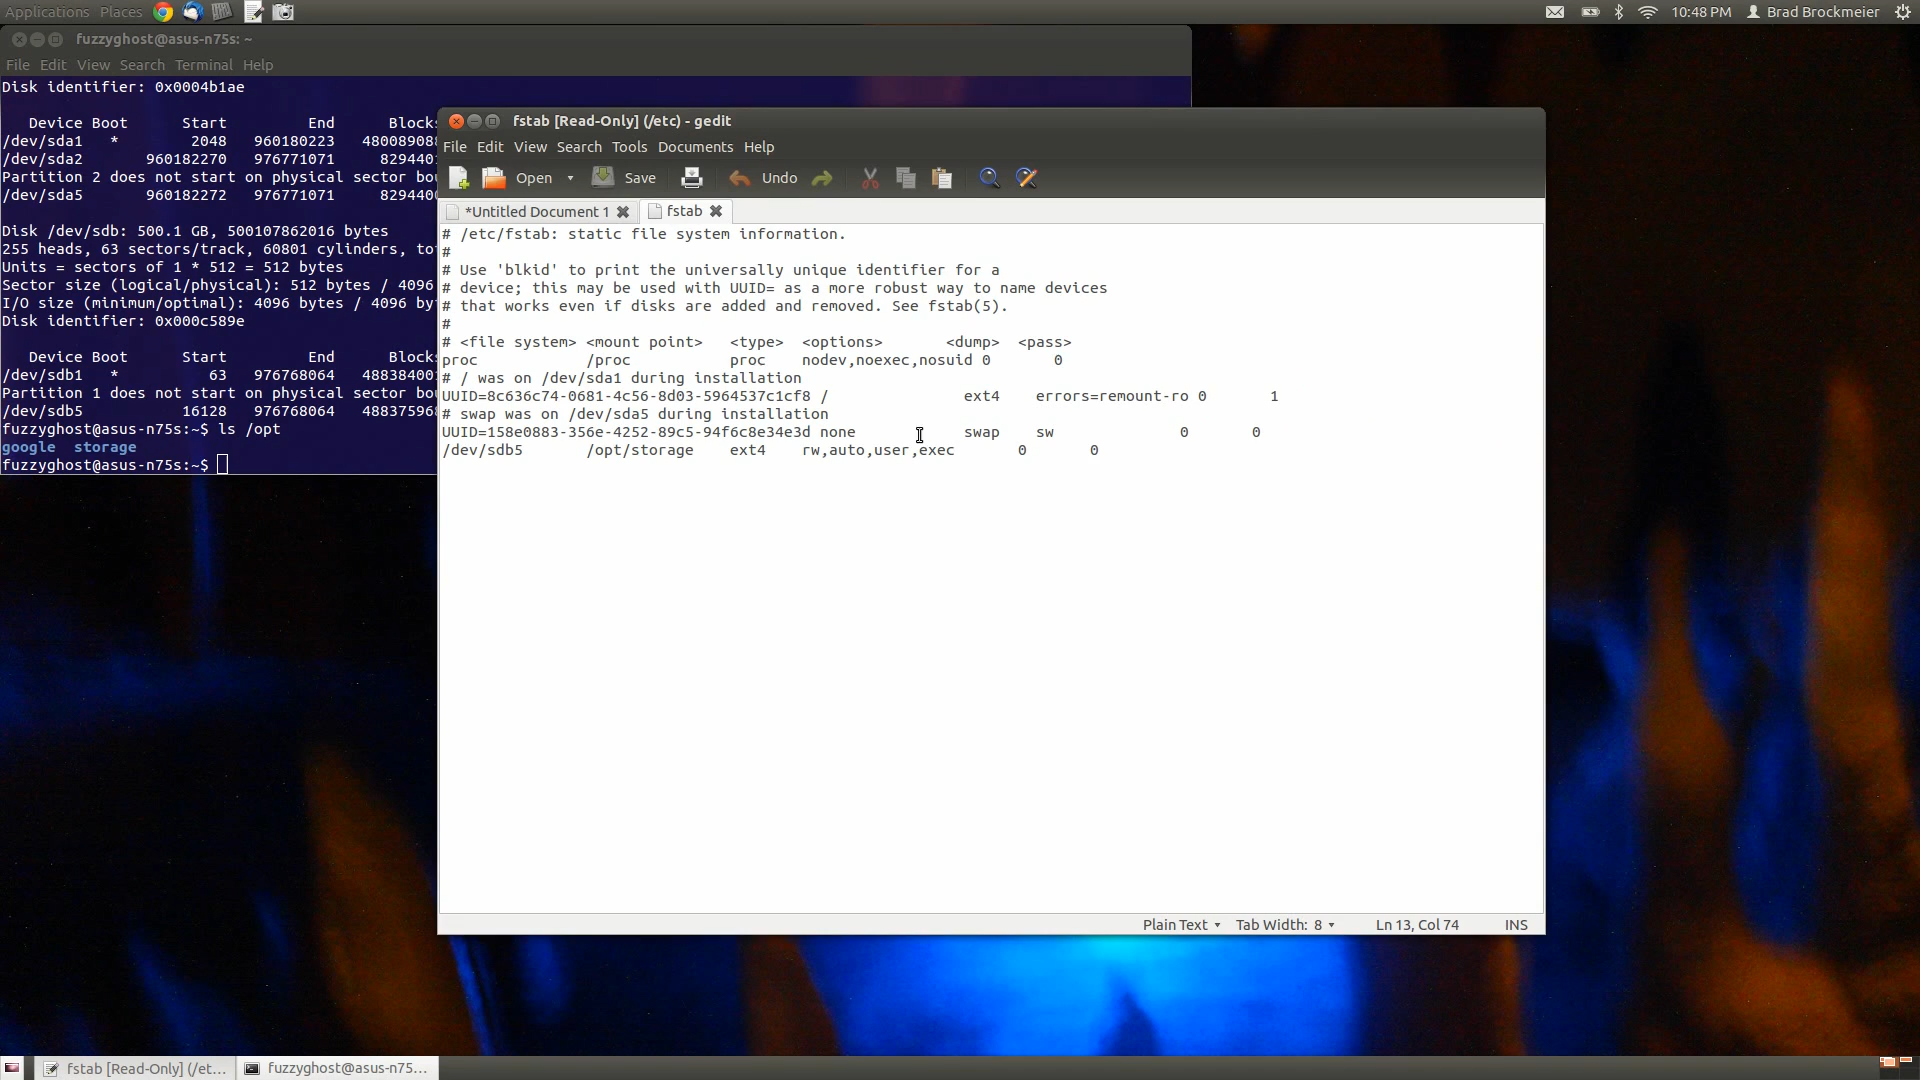 Applications Places
10:48 PM Brad Brockmeier
fuzzyghost@asus-n75s: ~
File Edit View Search Terminal Help
Disk identifier: 0x0004b1ae
Device Boot Start End Blocks
/dev/sda1 * 2048 960180223 480089088
/dev/sda2 960182270 976771071 8294401
Partition 2 does not start on physical sector bou
/dev/sda5 960182272 976771071 8294400
Disk /dev/sdb: 500.1 GB, 500107862016 bytes
255 heads, 63 sectors/track, 60801 cylinders, to
Units = sectors of 1 * 512 = 512 bytes
Sector size (logical/physical): 512 bytes / 4096
I/O size (minimum/optimal): 4096 bytes / 4096 by
Disk identifier: 0x000c589e
Device Boot Start End Blocks
/dev/sdb1 * 63 976768064 488384001
Partition 1 does not start on physical sector bou
/dev/sdb5 16128 976768064 488375968
fuzzyghost@asus-n75s:~$ ls /opt
google storage
fuzzyghost@asus-n75s:~$
fstab [Read-Only] (/etc) - gedit
File Edit View Search Tools Documents Help
Open Save Undo
*Untitled Document 1 fstab
# /etc/fstab: static file system information.
#
# Use 'blkid' to print the universally unique identifier for a
# device; this may be used with UUID= as a more robust way to name devices
# that works even if disks are added and removed. See fstab(5).
#
# <file system> <mount point> <type> <options> <dump> <pass>
proc /proc proc nodev,noexec,nosuid 0 0
# / was on /dev/sda1 during installation
UUID=8c636c74-0681-4c56-8d03-5964537c1cf8 / ext4 errors=remount-ro 0 1
# swap was on /dev/sda5 during installation
UUID=158e0883-356e-4252-89c5-94f6c8e34e3d none swap sw 0 0
/dev/sdb5 /opt/storage ext4 rw,auto,user,exec 0 0
Plain Text Tab Width: 8 Ln 13, Col 74 INS
fstab [Read-Only] (/et... fuzzyghost@asus-n75...